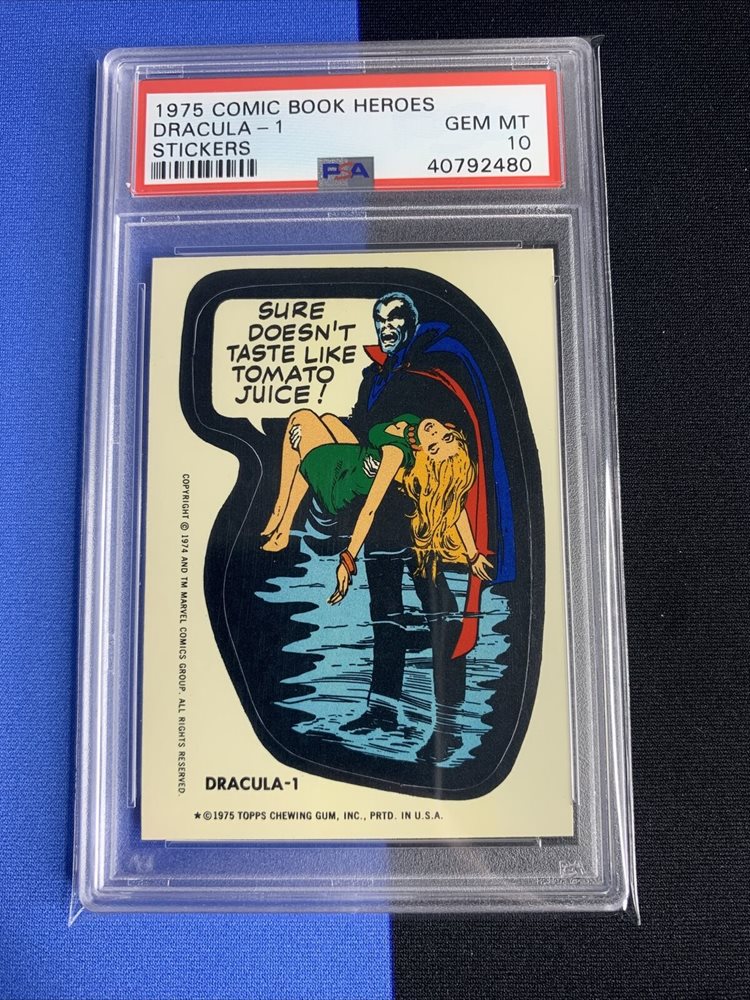 1975 COMIC BOOK HEROES
DRACULA - 1
STICKERS
GEM MT
10
40792480
PSA
SURE
DOESN'T
TASTE LIKE
TOMATO
JUICE!
COPYRIGHT © 1974 AND TM MARVEL COMICS GROUP. ALL RIGHTS RESERVED.
DRACULA-1
★ © 1975 TOPPS CHEWING GUM, INC., PRTD. IN U.S.A.
PSA